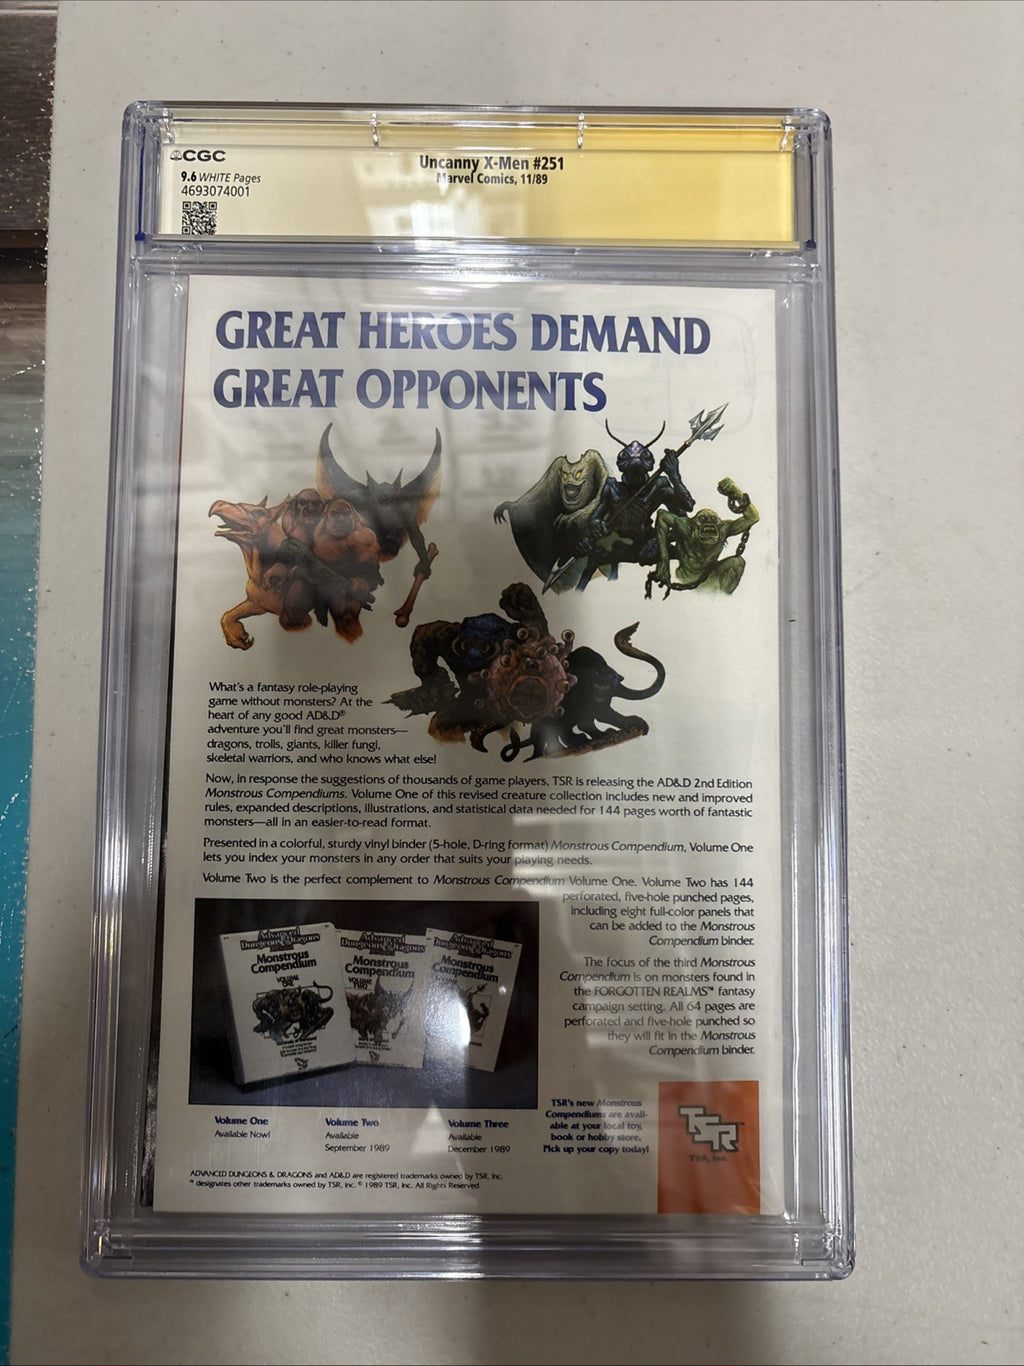 CGC
9.6 WHITE Pages
4693074001
Uncanny X-Men #251
Marvel Comics, 11/89
GREAT HEROES DEMAND
GREAT OPPONENTS
What's a fantasy role-playing
game without monsters? At the
heart of any good AD&D®
adventure you'll find great monsters—
dragons, trolls, giants, killer fungi,
skeletal warriors, and who knows what else!
Now, in response the suggestions of thousands of game players, TSR is releasing the AD&D 2nd Edition
Monstrous Compendiums. Volume One of this revised creature collection includes new and improved
rules, expanded descriptions, illustrations, and statistical data needed for 144 pages worth of fantastic
monsters—all in an easier-to-read format.
Presented in a colorful, sturdy vinyl binder (5-hole, D-ring format) Monstrous Compendium, Volume One
lets you index your monsters in any order that suits your playing needs.
Volume Two is the perfect complement to Monstrous Compendium Volume One. Volume Two has 144
perforated, five-hole punched pages,
including eight full-color panels that
can be added to the Monstrous
Compendium binder.
The focus of the third Monstrous
Compendium is on monsters found in
the FORGOTTEN REALMS™ fantasy
campaign setting. All 64 pages are
perforated and five-hole punched so
they will fit in the Monstrous
Compendium binder.
Advanced
Dungeons & Dragons
Monstrous
Compendium
VOLUME
ONE
Advanced
Dungeons & Dragons
Monstrous
Compendium
VOLUME
TWO
Advanced
Dungeons & Dragons
Monstrous
Compendium
Volume One
Available Now!
Volume Two
Available
September 1989
Volume Three
Available
December 1989
TSR's new Monstrous
Compendiums are avail-
able at your local toy,
book or hobby store.
Pick up your copy today!
TSR™
TSR, Inc.
ADVANCED DUNGEONS & DRAGONS and AD&D are registered trademarks owned by TSR, Inc.
™ designates other trademarks owned by TSR, Inc. © 1989 TSR, Inc. All Rights Reserved.